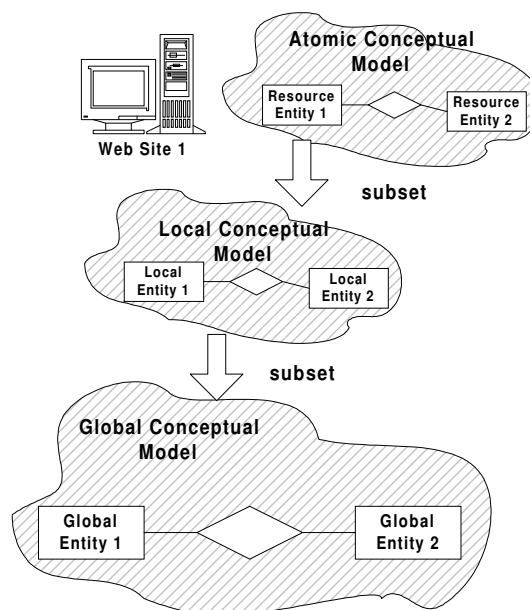 Atomic Conceptual
Model
Resource
Entity 1
Resource
Entity 2
Web Site 1
subset
Local Conceptual
Model
Local
Entity 1
Local
Entity 2
subset
Global Conceptual
Model
Global
Entity 1
Global
Entity 2